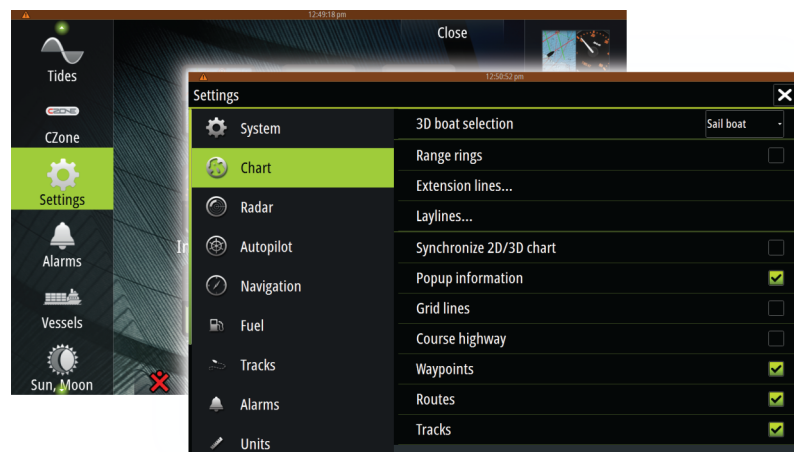 12:49:18 pm
Close
Tides
CZONE
CZone
Settings
Alarms
Vessels
Sun, Moon
In
12:50:52 pm
Settings
System
Chart
Radar
Autopilot
Navigation
Fuel
Tracks
Alarms
Units
3D boat selection
Sail boat
Range rings
Extension lines...
Laylines...
Synchronize 2D/3D chart
Popup information
Grid lines
Course highway
Waypoints
Routes
Tracks